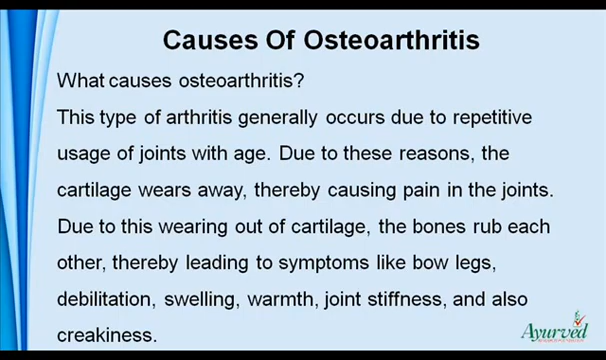 Causes Of Osteoarthritis
What causes osteoarthritis?
This type of arthritis generally occurs due to repetitive
usage of joints with age. Due to these reasons, the
cartilage wears away, thereby causing pain in the joints.
Due to this wearing out of cartilage, the bones rub each
other, thereby leading to symptoms like bow legs,
debilitation, swelling, warmth, joint stiffness, and also
creakiness.
Ayurved